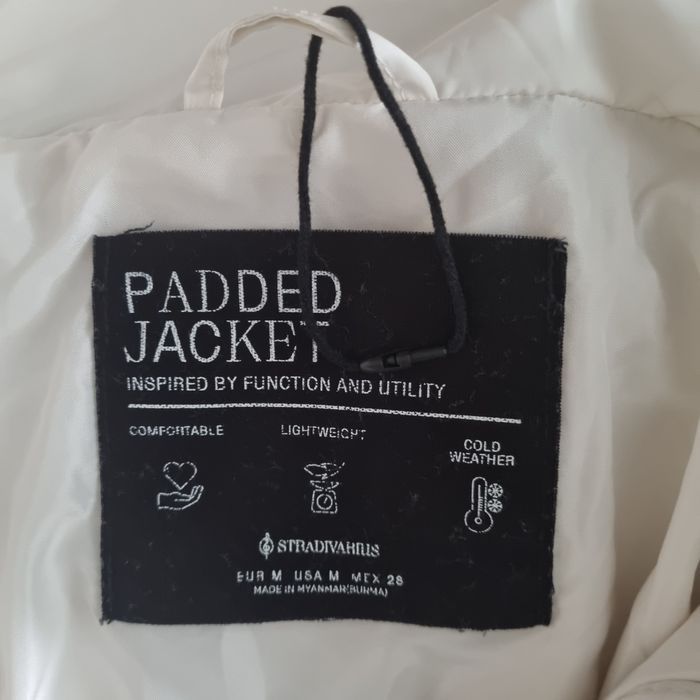 PADDED
JACKET
INSPIRED BY FUNCTION AND UTILITY
COMFORTABLE
LIGHTWEIGHT
COLD
WEATHER
STRADIVARIUS
EUR M USA M MEX 28
MADE IN MYANMAR(BURMA)